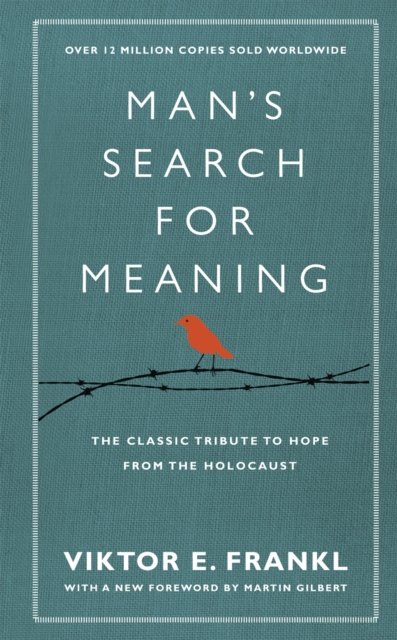 OVER 12 MILLION COPIES SOLD WORLDWIDE
MAN'S
SEARCH
FOR
MEANING
THE CLASSIC TRIBUTE TO HOPE
FROM THE HOLOCAUST
VIKTOR E. FRANKL
WITH A NEW FOREWORD BY MARTIN GILBERT